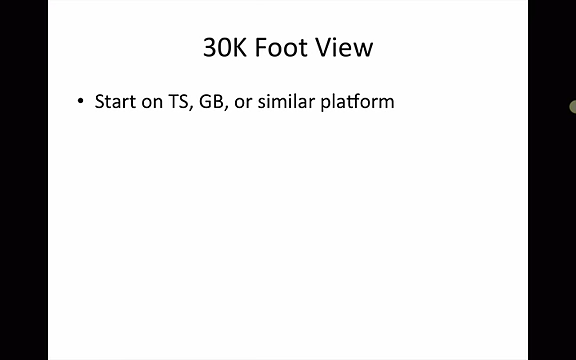 30K Foot View
• Start on TS, GB, or similar platform